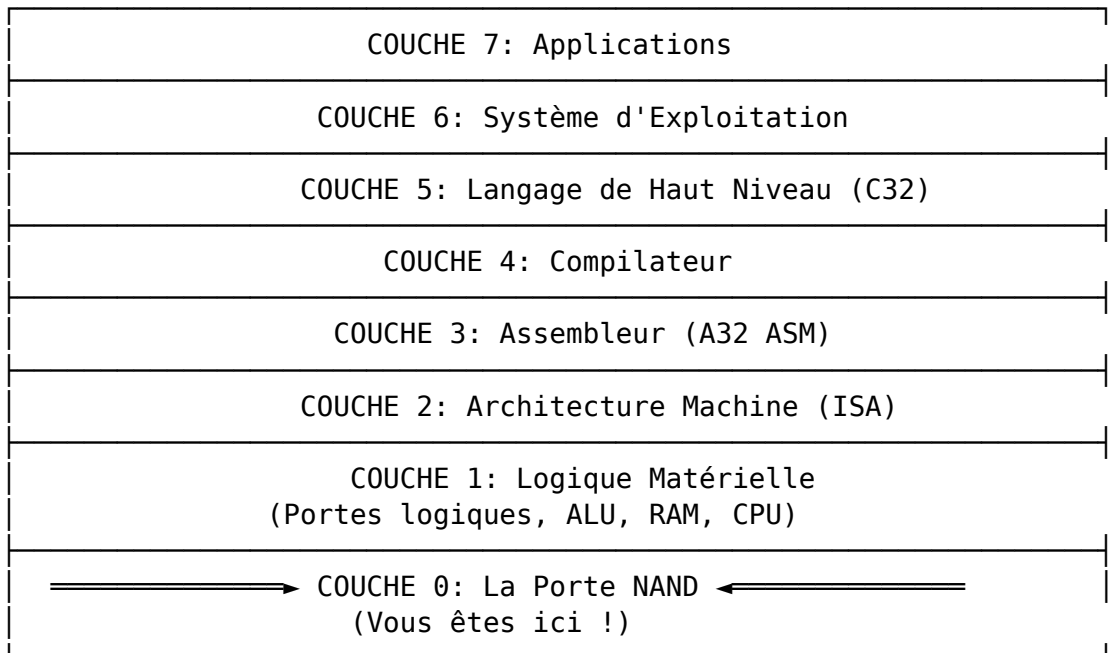 COUCHE 7: Applications
COUCHE 6: Système d'Exploitation
COUCHE 5: Langage de Haut Niveau (C32)
COUCHE 4: Compilateur
COUCHE 3: Assembleur (A32 ASM)
COUCHE 2: Architecture Machine (ISA)
COUCHE 1: Logique Matérielle
(Portes logiques, ALU, RAM, CPU)
COUCHE 0: La Porte NAND
(Vous êtes ici !)